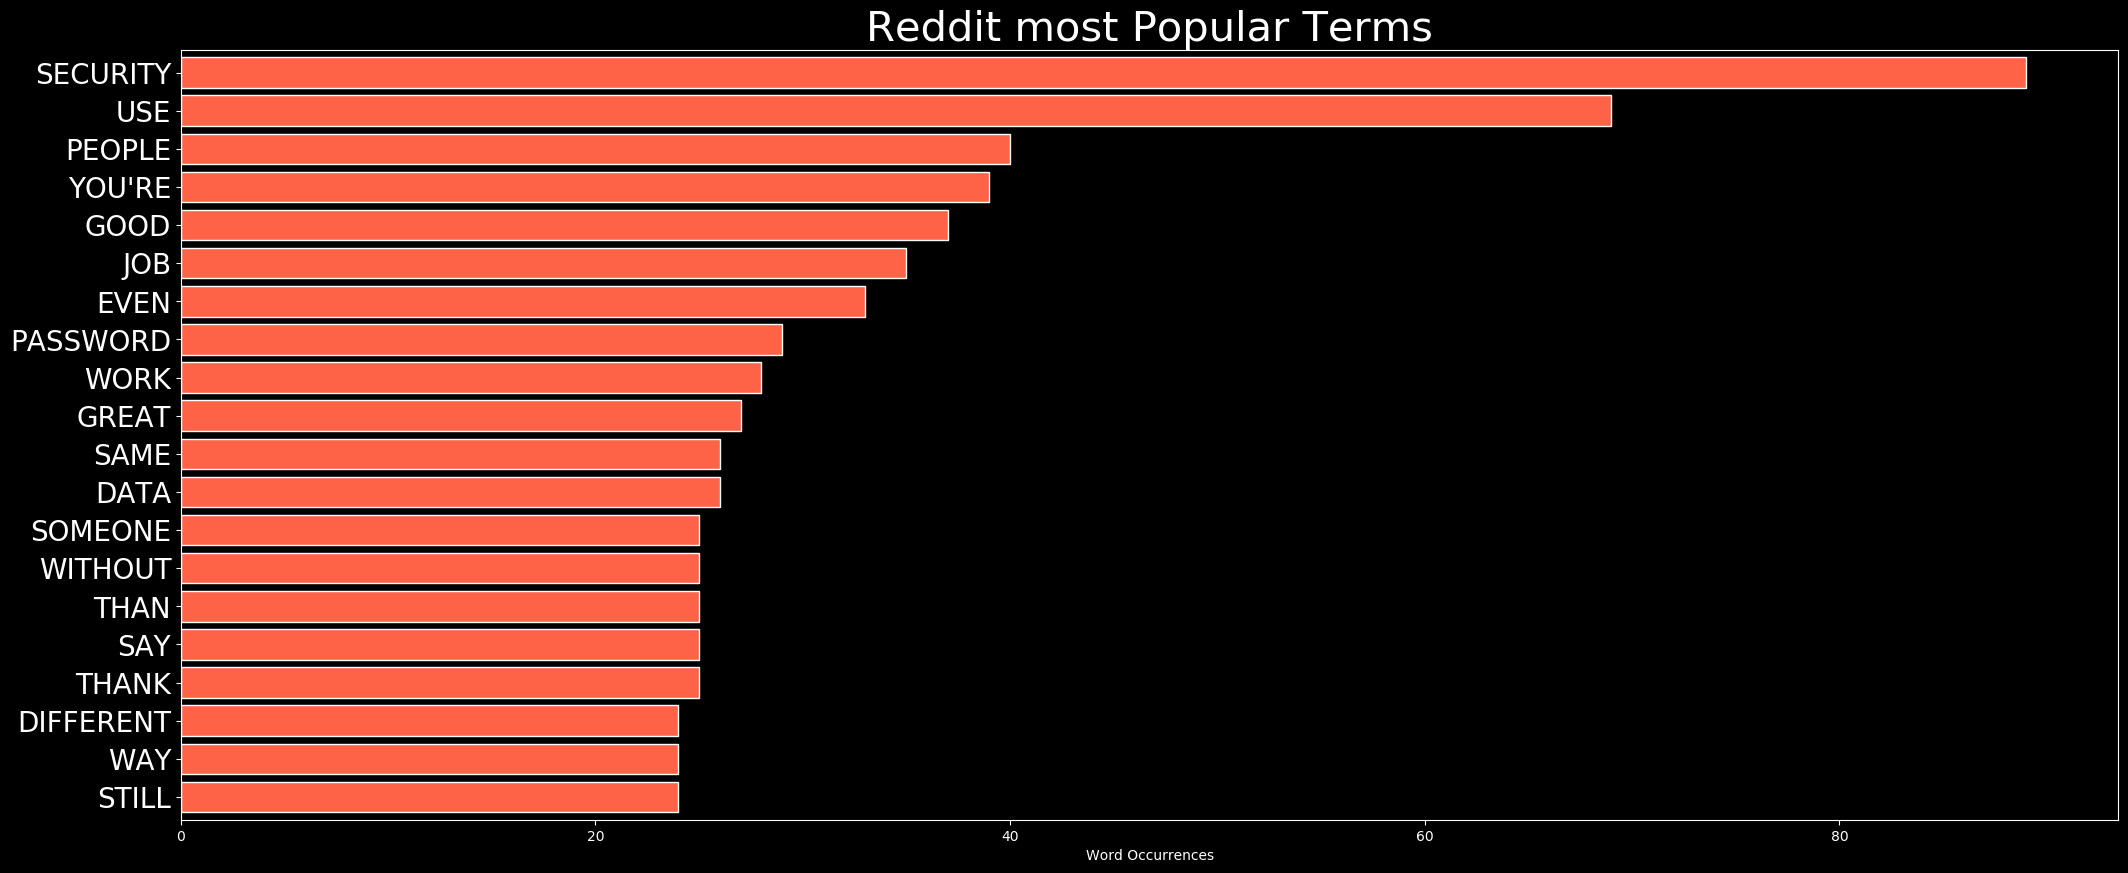 Reddit most Popular Terms
SECURITY
USE
PEOPLE
YOU'RE
GOOD
JOB
EVEN
PASSWORD
WORK
GREAT
SAME
DATA
SOMEONE
WITHOUT
THAN
SAY
THANK
DIFFERENT
WAY
STILL
0 20 40 60 80
Word Occurrences